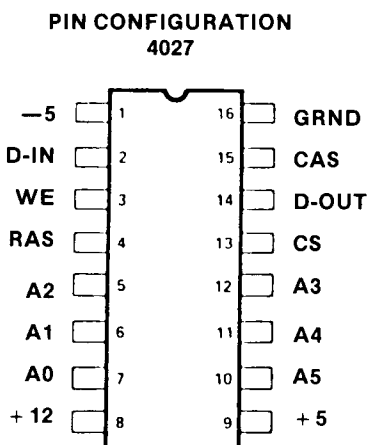 PIN CONFIGURATION
4027
—5 1 16 GRND
D-IN 2 15 CAS
WE 3 14 D-OUT
RAS 4 13 CS
A2 5 12 A3
A1 6 11 A4
A0 7 10 A5
+ 12 8 9 + 5